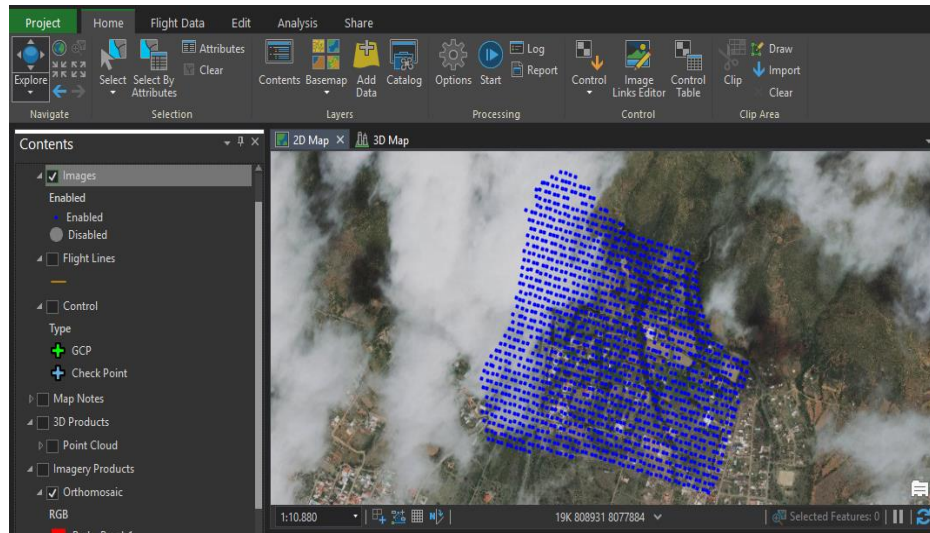 Project Home Flight Data Edit Analysis Share
Explore
Select
Select By Attributes
Attributes
Clear
Contents
Basemap
Add Data
Catalog
Options
Start
Log
Report
Control
Image Links Editor
Control Table
Clip
Draw
Import
Clear
Navigate Selection Layers Processing Control Clip Area
Contents
2D Map
3D Map
Images
Enabled
Enabled
Disabled
Flight Lines
Control
Type
GCP
Check Point
Map Notes
3D Products
Point Cloud
Imagery Products
Orthomosaic
RGB
1:10.880
19K 808931 8077884
Selected Features: 0